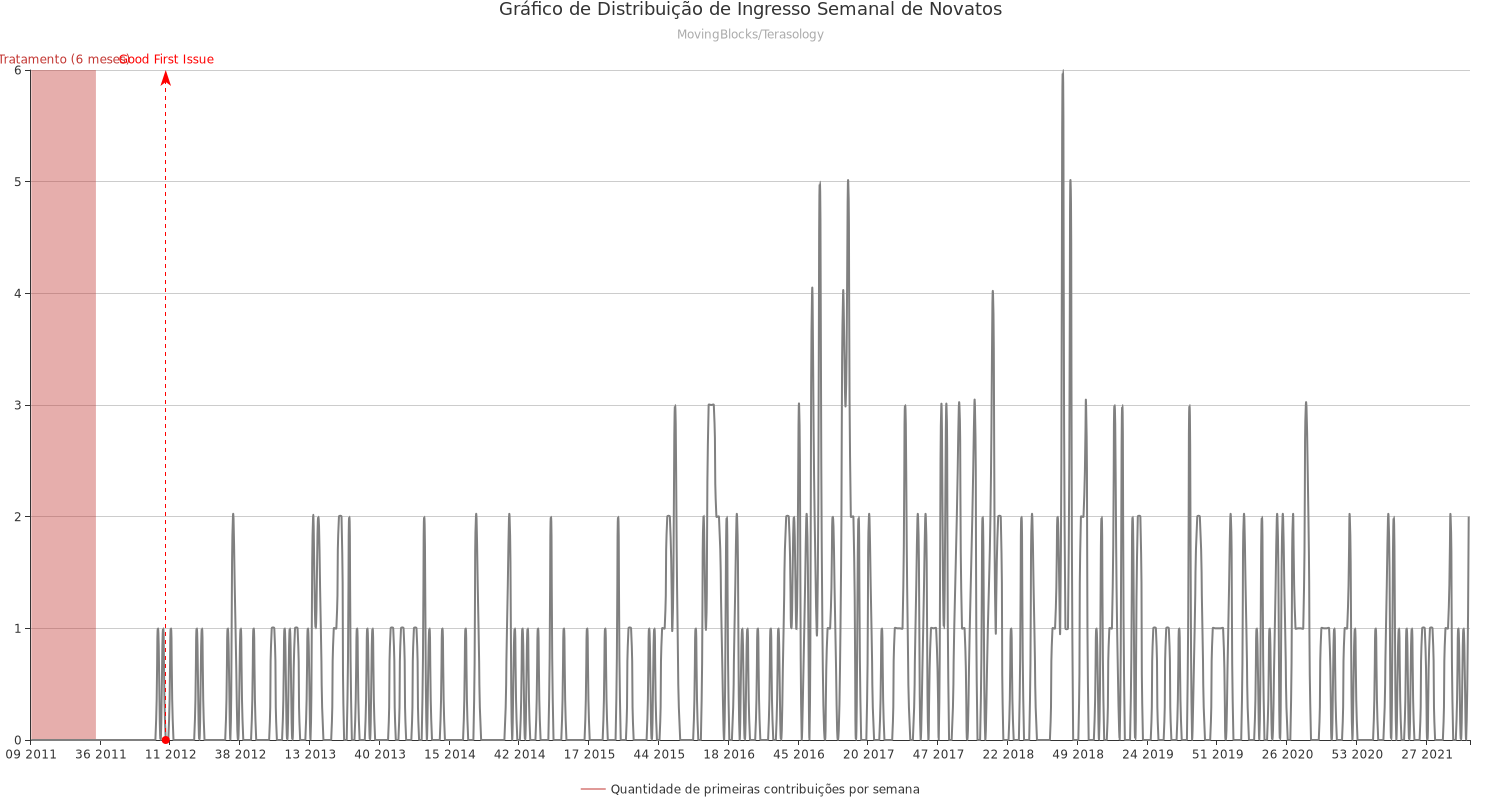 Gráfico de Distribuição de Ingresso Semanal de Novatos
MovingBlocks/Terasology
Tratamento (6 meses) Good First Issue
6
5
4
3
2
1
0
09 2011 36 2011 11 2012 38 2012 13 2013 40 2013 15 2014 42 2014 17 2015 44 2015 18 2016 45 2016 20 2017 47 2017 22 2018 49 2018 24 2019 51 2019 26 2020 53 2020 27 2021
Quantidade de primeiras contribuições por semana